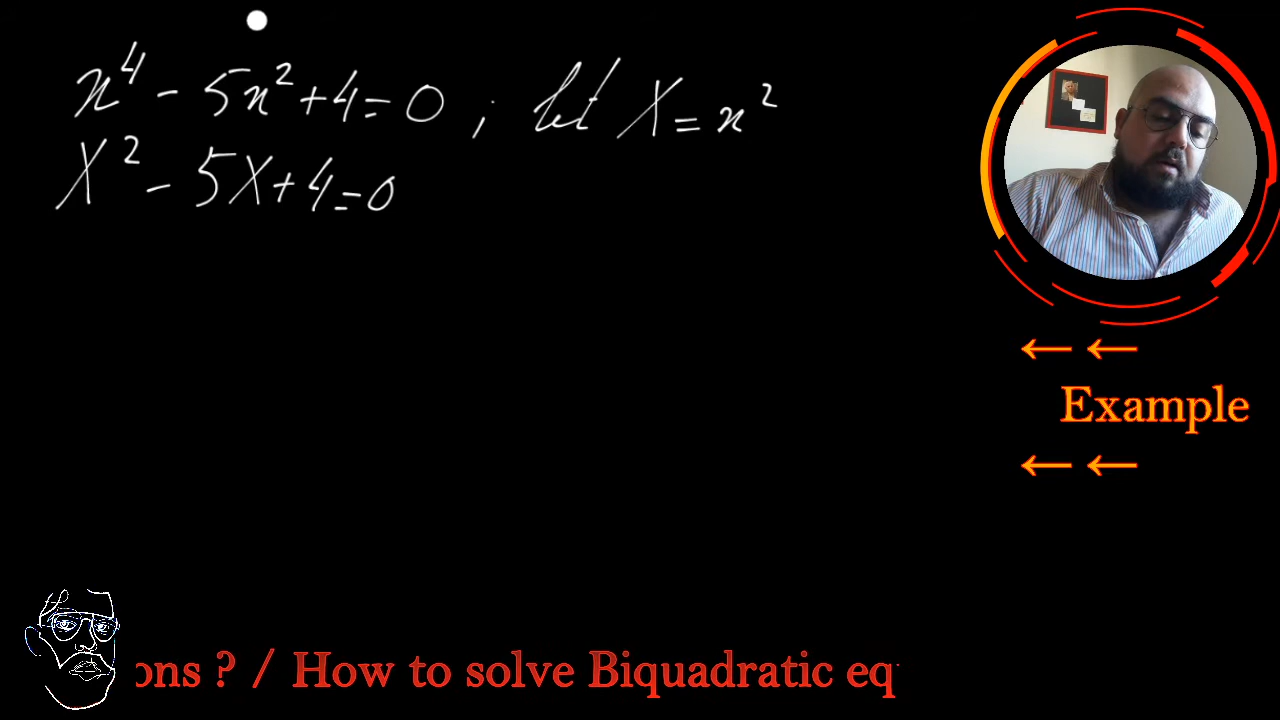 x⁴ - 5x² + 4 = 0 ; let X = x²
X² - 5X + 4 = 0
← ←
Example
← ←
ons ? / How to solve Biquadratic eq